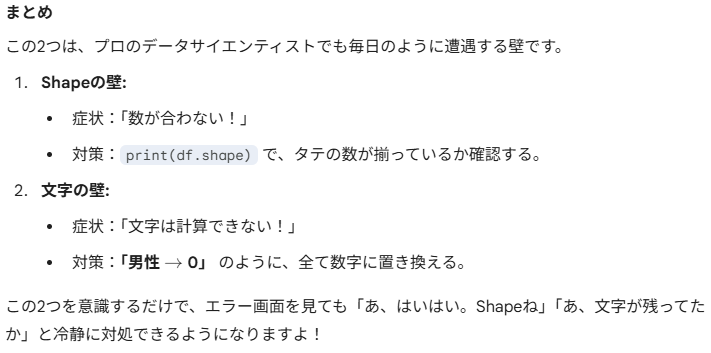 まとめ
この2つは、プロのデータサイエンティストでも毎日のように遭遇する壁です。
1. Shapeの壁:
• 症状：「数が合わない！」
• 対策：print(df.shape) で、タテの数が揃っているか確認する。
2. 文字の壁:
• 症状：「文字は計算できない！」
• 対策：「男性 → 0」 のように、全て数字に置き換える。
この2つを意識するだけで、エラー画面を見ても「あ、はいはい。Shapeね」「あ、文字が残ってた
か」と冷静に対処できるようになりますよ！